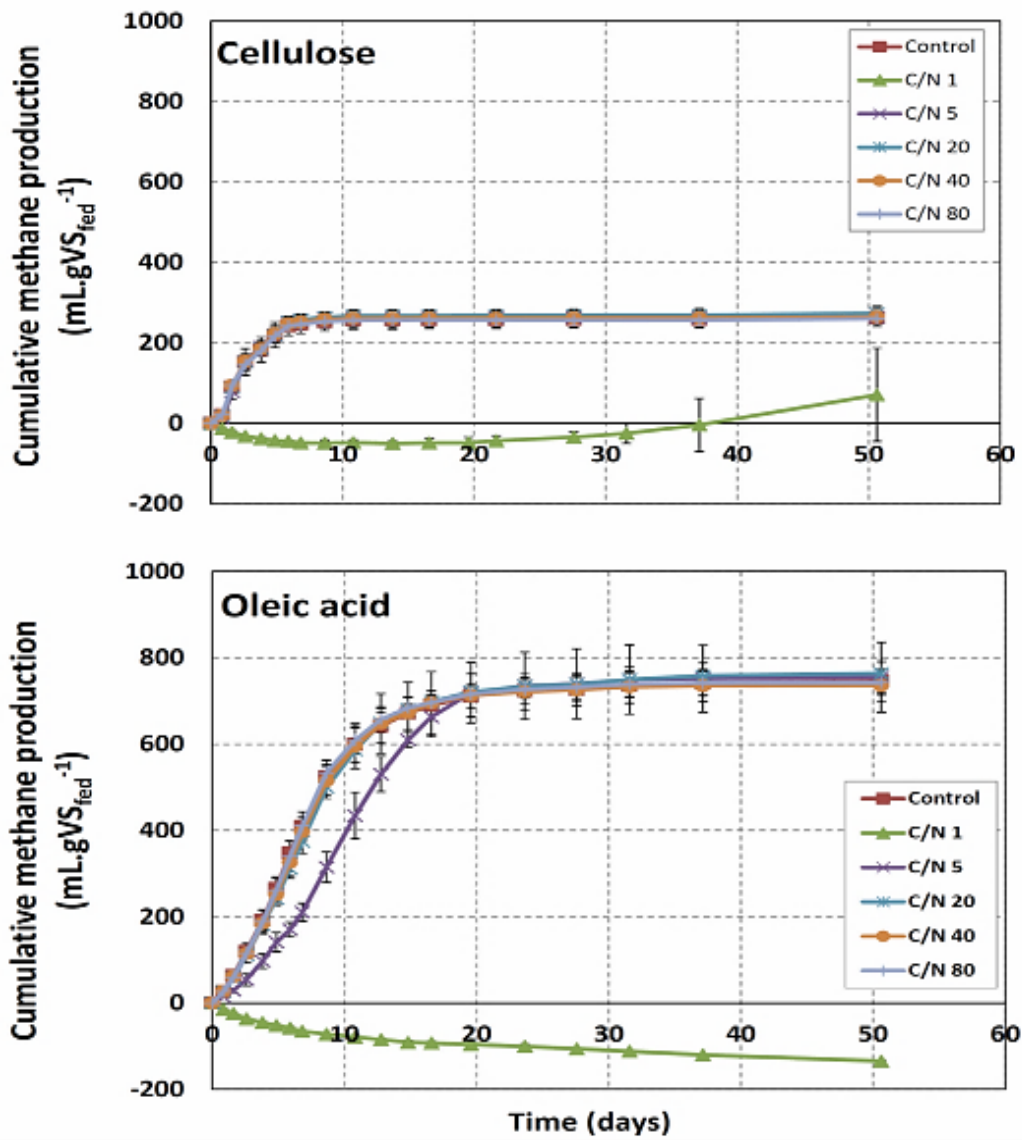 Cumulative methane production
(mL.gVSfed-1)
1000
800
600
400
200
0
-200
Cellulose
Control
C/N 1
C/N 5
C/N 20
C/N 40
C/N 80
0
10
20
30
40
50
60
Cumulative methane production
(mL.gVSfed-1)
1000
800
600
400
200
0
-200
Oleic acid
Control
C/N 1
C/N 5
C/N 20
C/N 40
C/N 80
0
10
20
30
40
50
60
Time (days)